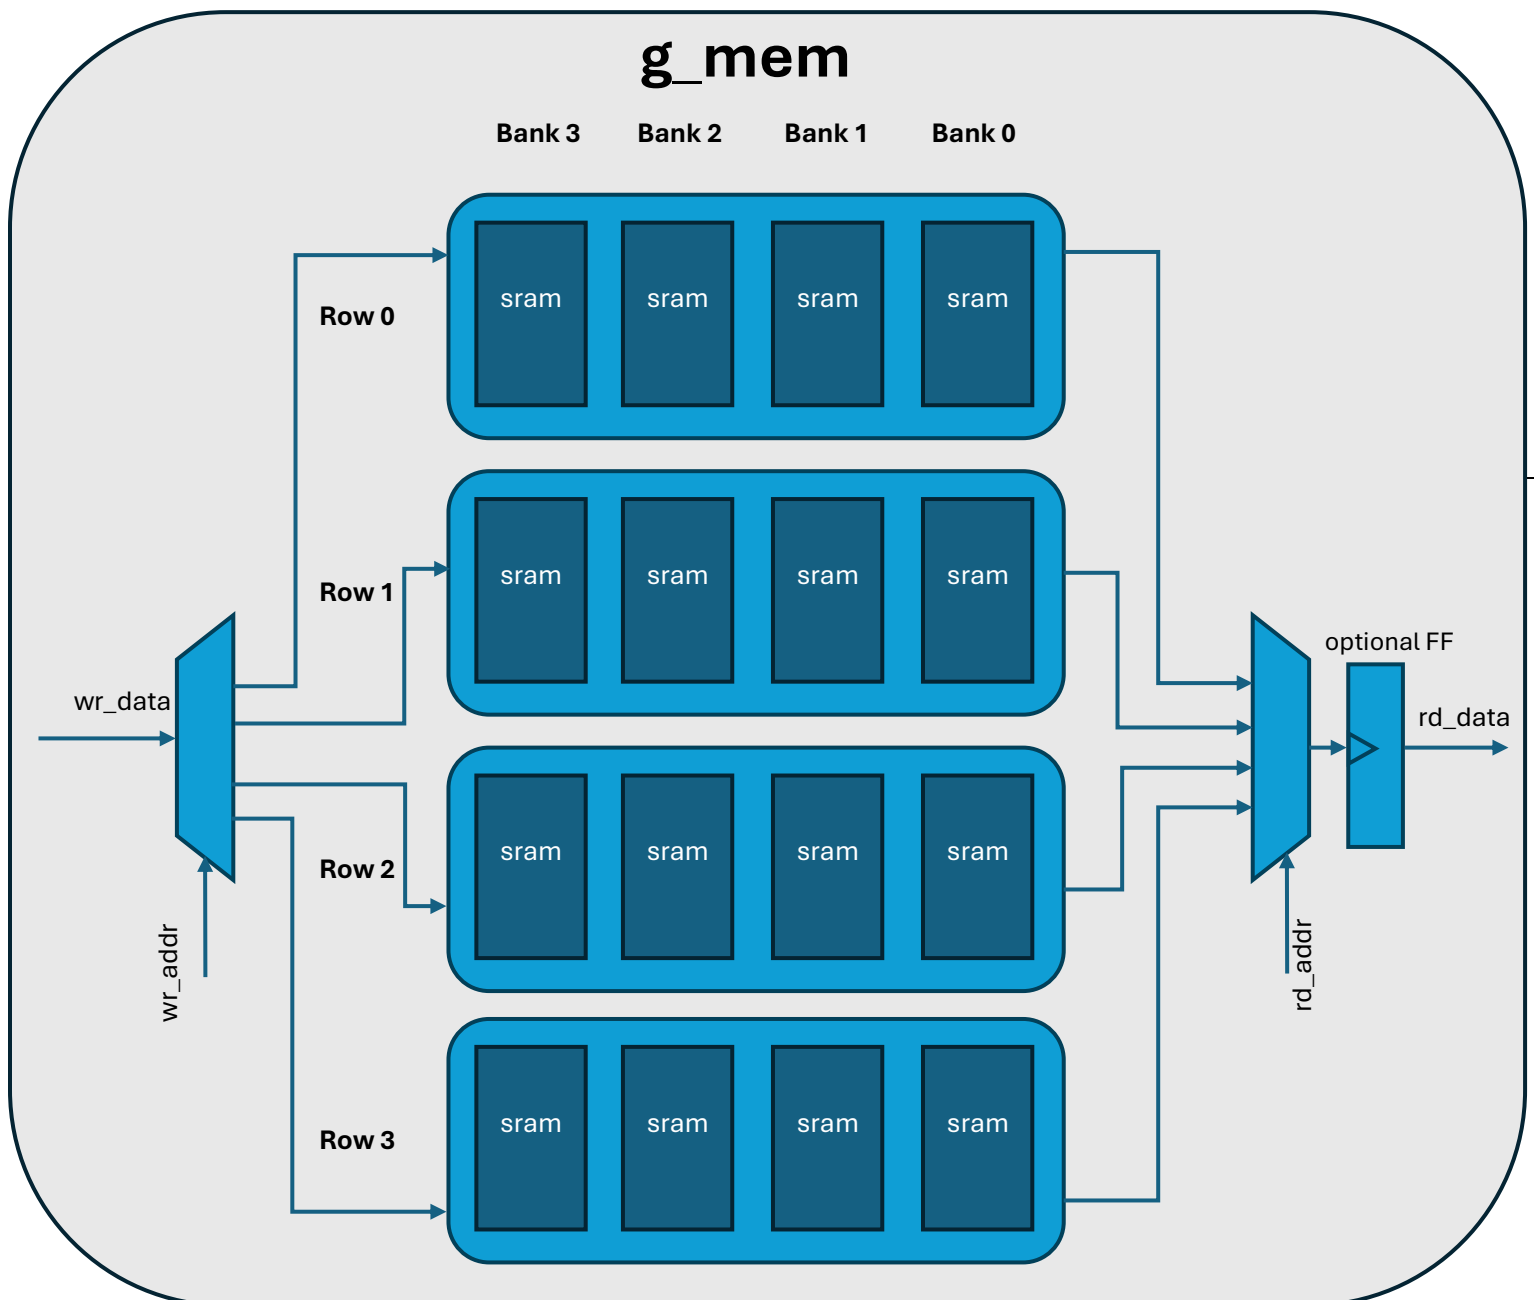 g_mem
Bank 3 Bank 2 Bank 1 Bank 0
sram sram sram sram
Row 0
sram sram sram sram
Row 1
optional FF
wr_data
rd_data
sram sram sram sram
Row 2
wr_addr
rd_addr
sram sram sram sram
Row 3